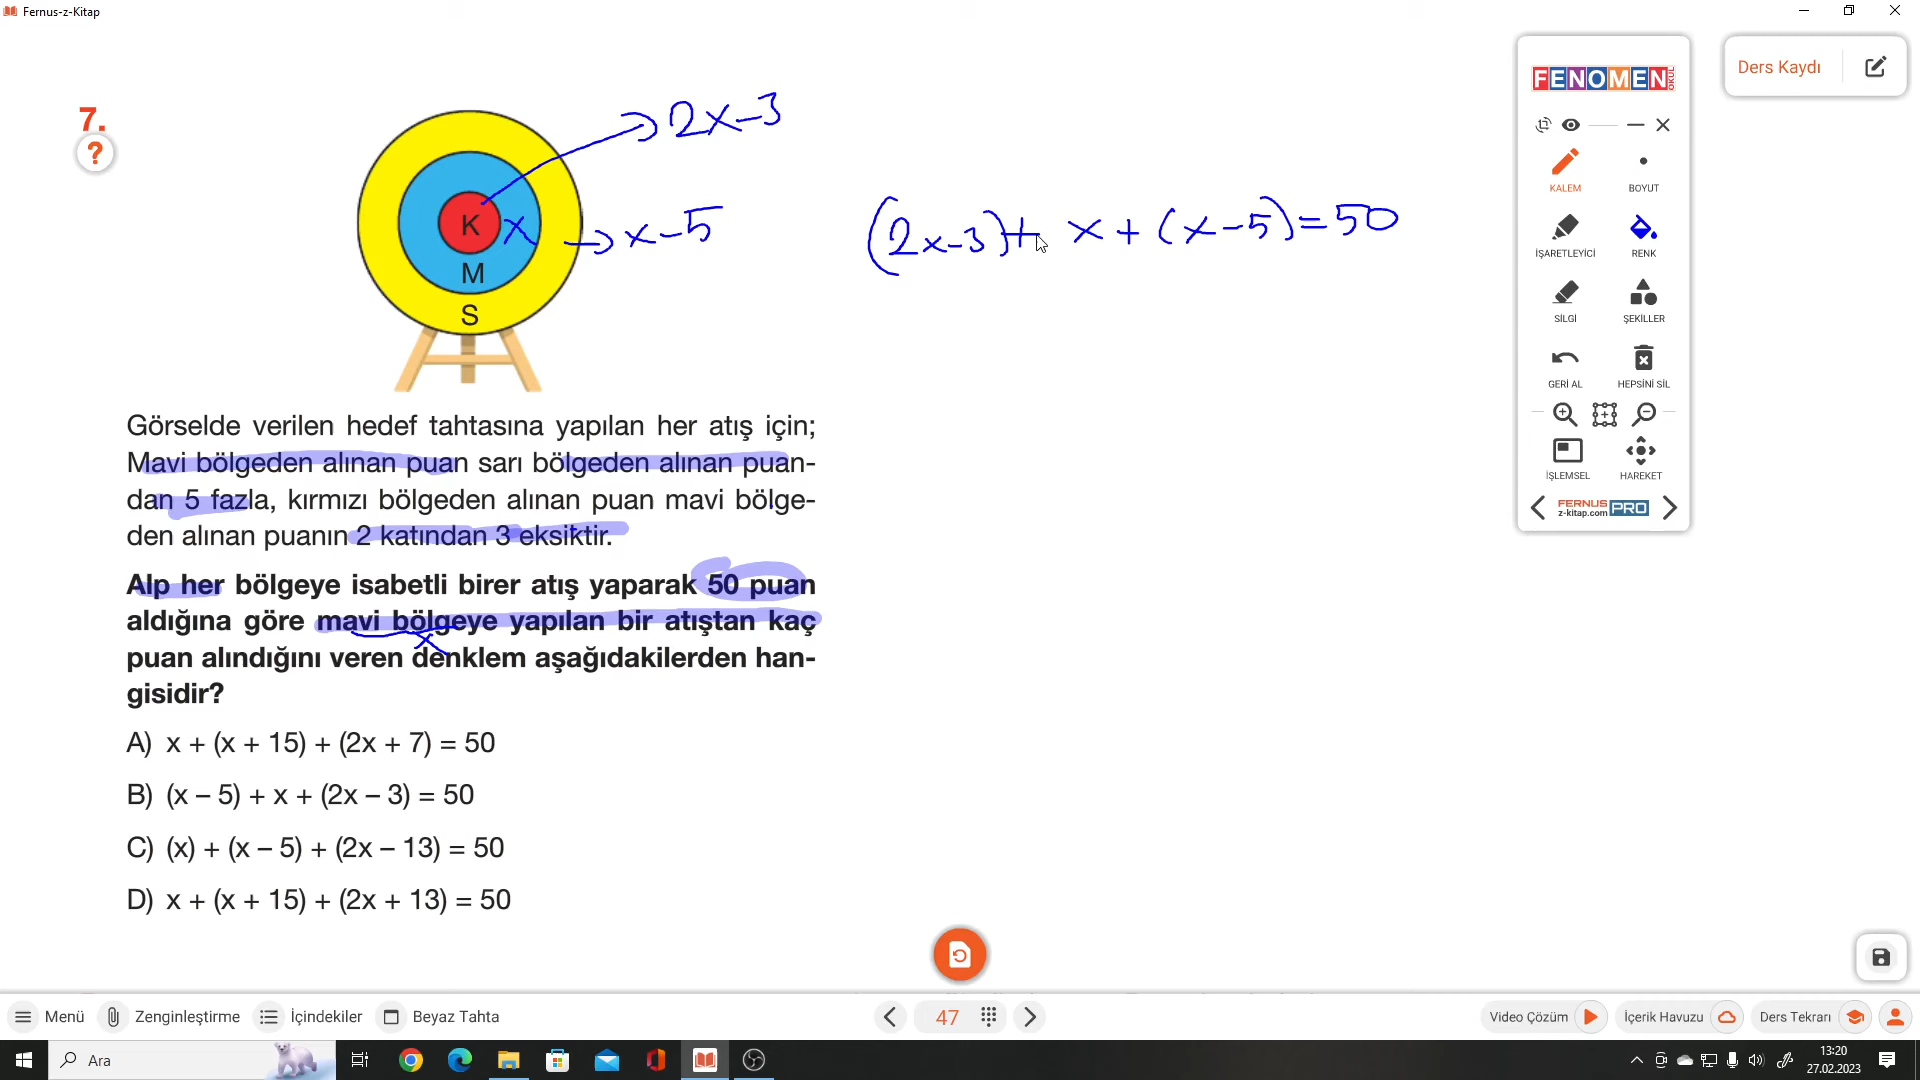 Fernus-z-Kitap
7.
?
2x-3
K
x
x-5
(2x-3)+ x+(x-5)=50
M
S
Görselde verilen hedef tahtasına yapılan her atış için;
Mavi bölgeden alınan puan sarı bölgeden alınan puan-
dan 5 fazla, kırmızı bölgeden alınan puan mavi bölge-
den alınan puanın 2 katından 3 eksiktir.
Alp her bölgeye isabetli birer atış yaparak 50 puan
aldığına göre mavi bölgeye yapılan bir atıştan kaç
x
puan alındığını veren denklem aşağıdakilerden han-
gisidir?
A) x + (x + 15) + (2x + 7) = 50
B) (x – 5) + x + (2x – 3) = 50
C) (x) + (x – 5) + (2x – 13) = 50
D) x + (x + 15) + (2x + 13) = 50
FENOMEN OKUL
Ders Kaydı
KALEM BOYUT
İŞARETLEYİCİ RENK
SİLGİ ŞEKİLLER
GERİ AL HEPSİNİ SİL
İŞLEMSEL HAREKET
FERNUS
z-kitap.com PRO
Menü Zenginleştirme İçindekiler Beyaz Tahta 47 Video Çözüm İçerik Havuzu Ders Tekrarı
Ara
13:20
27.02.2023